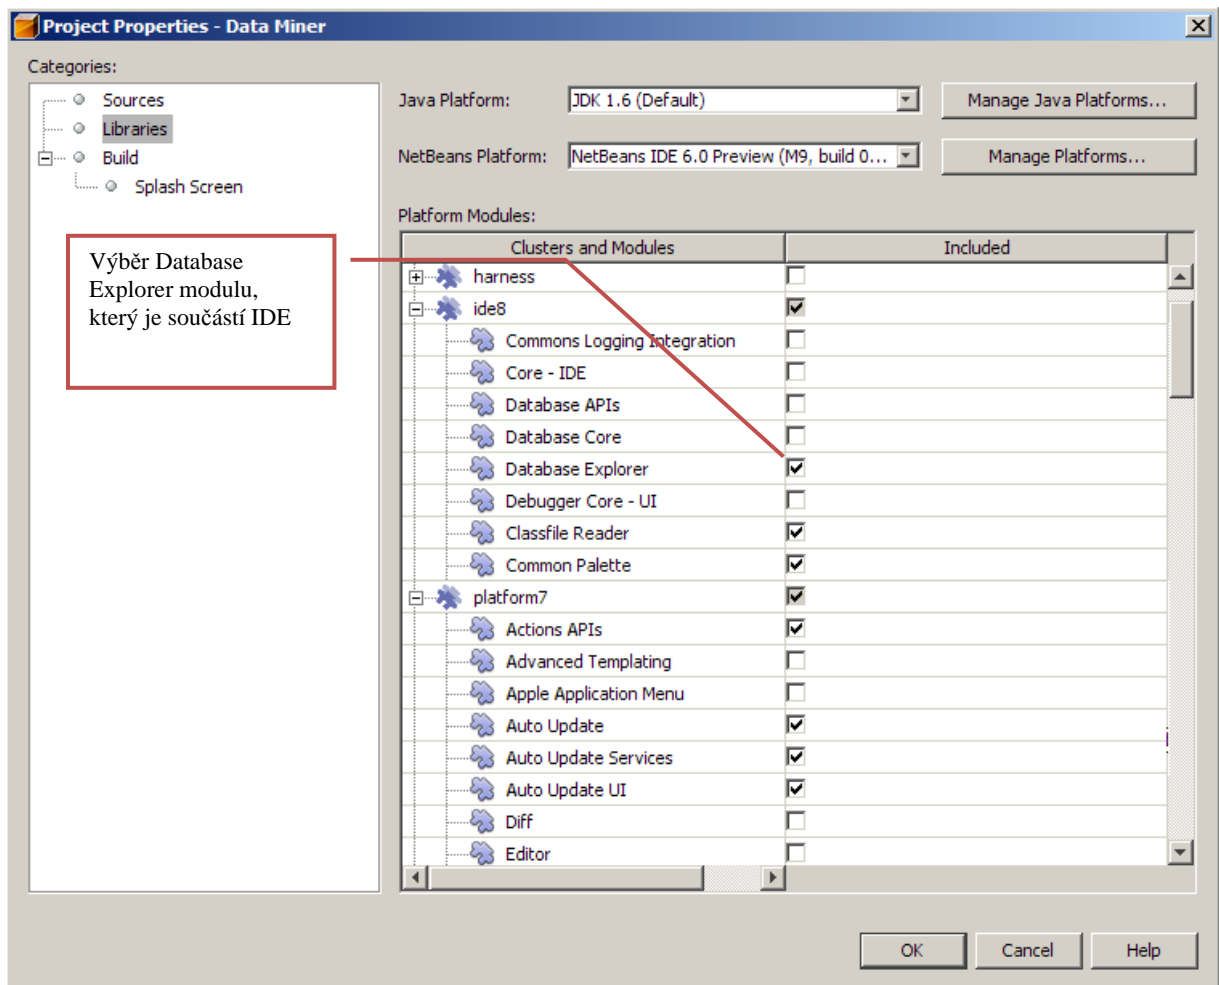 Project Properties - Data Miner
Categories:
Sources
Libraries
Build
Splash Screen
Java Platform:
JDK 1.6 (Default)
Manage Java Platforms...
NetBeans Platform:
NetBeans IDE 6.0 Preview (M9, build 0...
Manage Platforms...
Platform Modules:
Clusters and Modules
Included
Výběr Database
Explorer modulu,
který je součástí IDE
harness
ide8
Commons Logging Integration
Core - IDE
Database APIs
Database Core
Database Explorer
Debugger Core - UI
Classfile Reader
Common Palette
platform7
Actions APIs
Advanced Templating
Apple Application Menu
Auto Update
Auto Update Services
Auto Update UI
Diff
Editor
OK
Cancel
Help